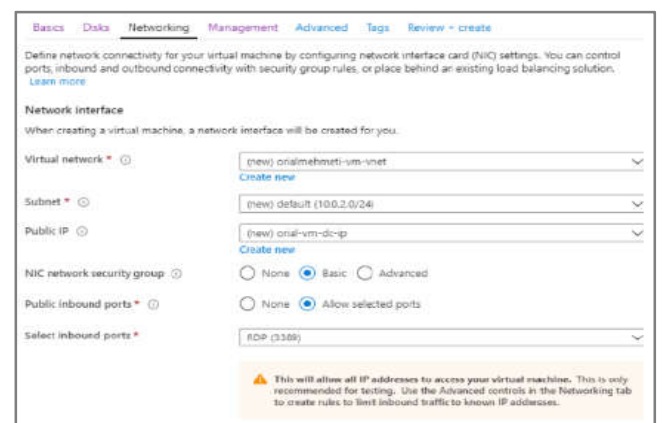 Basics Disks Networking Management Advanced Tags Review + create
Define network connectivity for your virtual machine by configuring network interface card (NIC) settings. You can control
ports, inbound and outbound connectivity with security group rules, or place behind an existing load balancing solution.
Learn more
Network interface
When creating a virtual machine, a network interface will be created for you.
Virtual network * (new) orialmehmeti-vm-vnet
Create new
Subnet * (new) default (10.0.2.0/24)
Public IP (new) orial-vm-dc-ip
Create new
NIC network security group None Basic Advanced
Public inbound ports * None Allow selected ports
Select inbound ports * RDP (3389)
This will allow all IP addresses to access your virtual machine. This is only
recommended for testing. Use the Advanced controls in the Networking tab
to create rules to limit inbound traffic to known IP addresses.